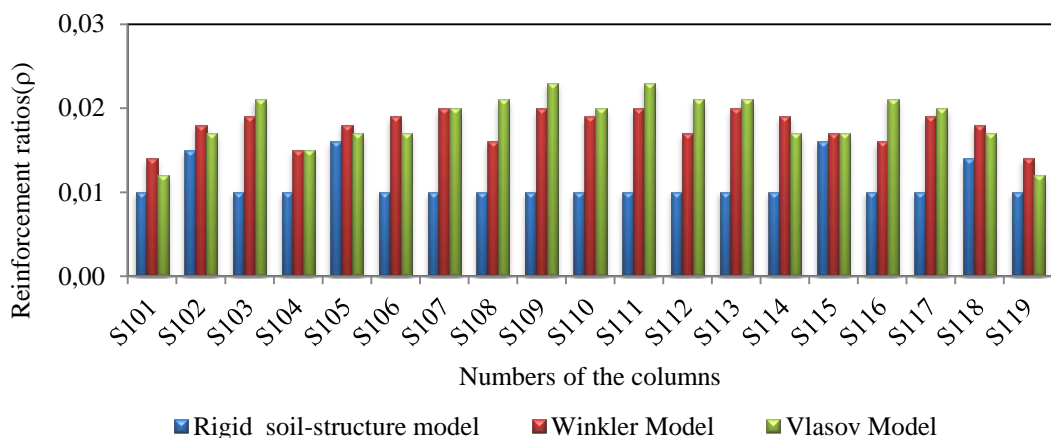 0,03
0,02
0,01
0,00
Reinforcement ratios(ρ)
S101
S102
S103
S104
S105
S106
S107
S108
S109
S110
S111
S112
S113
S114
S115
S116
S117
S118
S119
Numbers of the columns
Rigid soil-structure model
Winkler Model
Vlasov Model